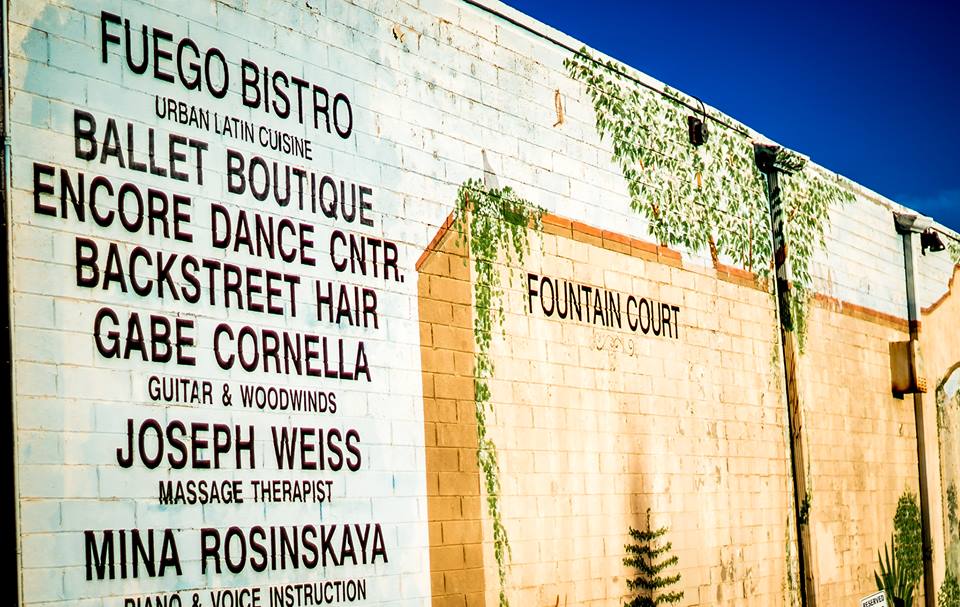 FUEGO BISTRO
URBAN LATIN CUISINE
BALLET BOUTIQUE
ENCORE DANCE CNTR.
BACKSTREET HAIR
GABE CORNELLA
GUITAR & WOODWINDS
JOSEPH WEISS
MASSAGE THERAPIST
MINA ROSINSKAYA
PIANO & VOICE INSTRUCTION
FOUNTAIN COURT
RESERVED